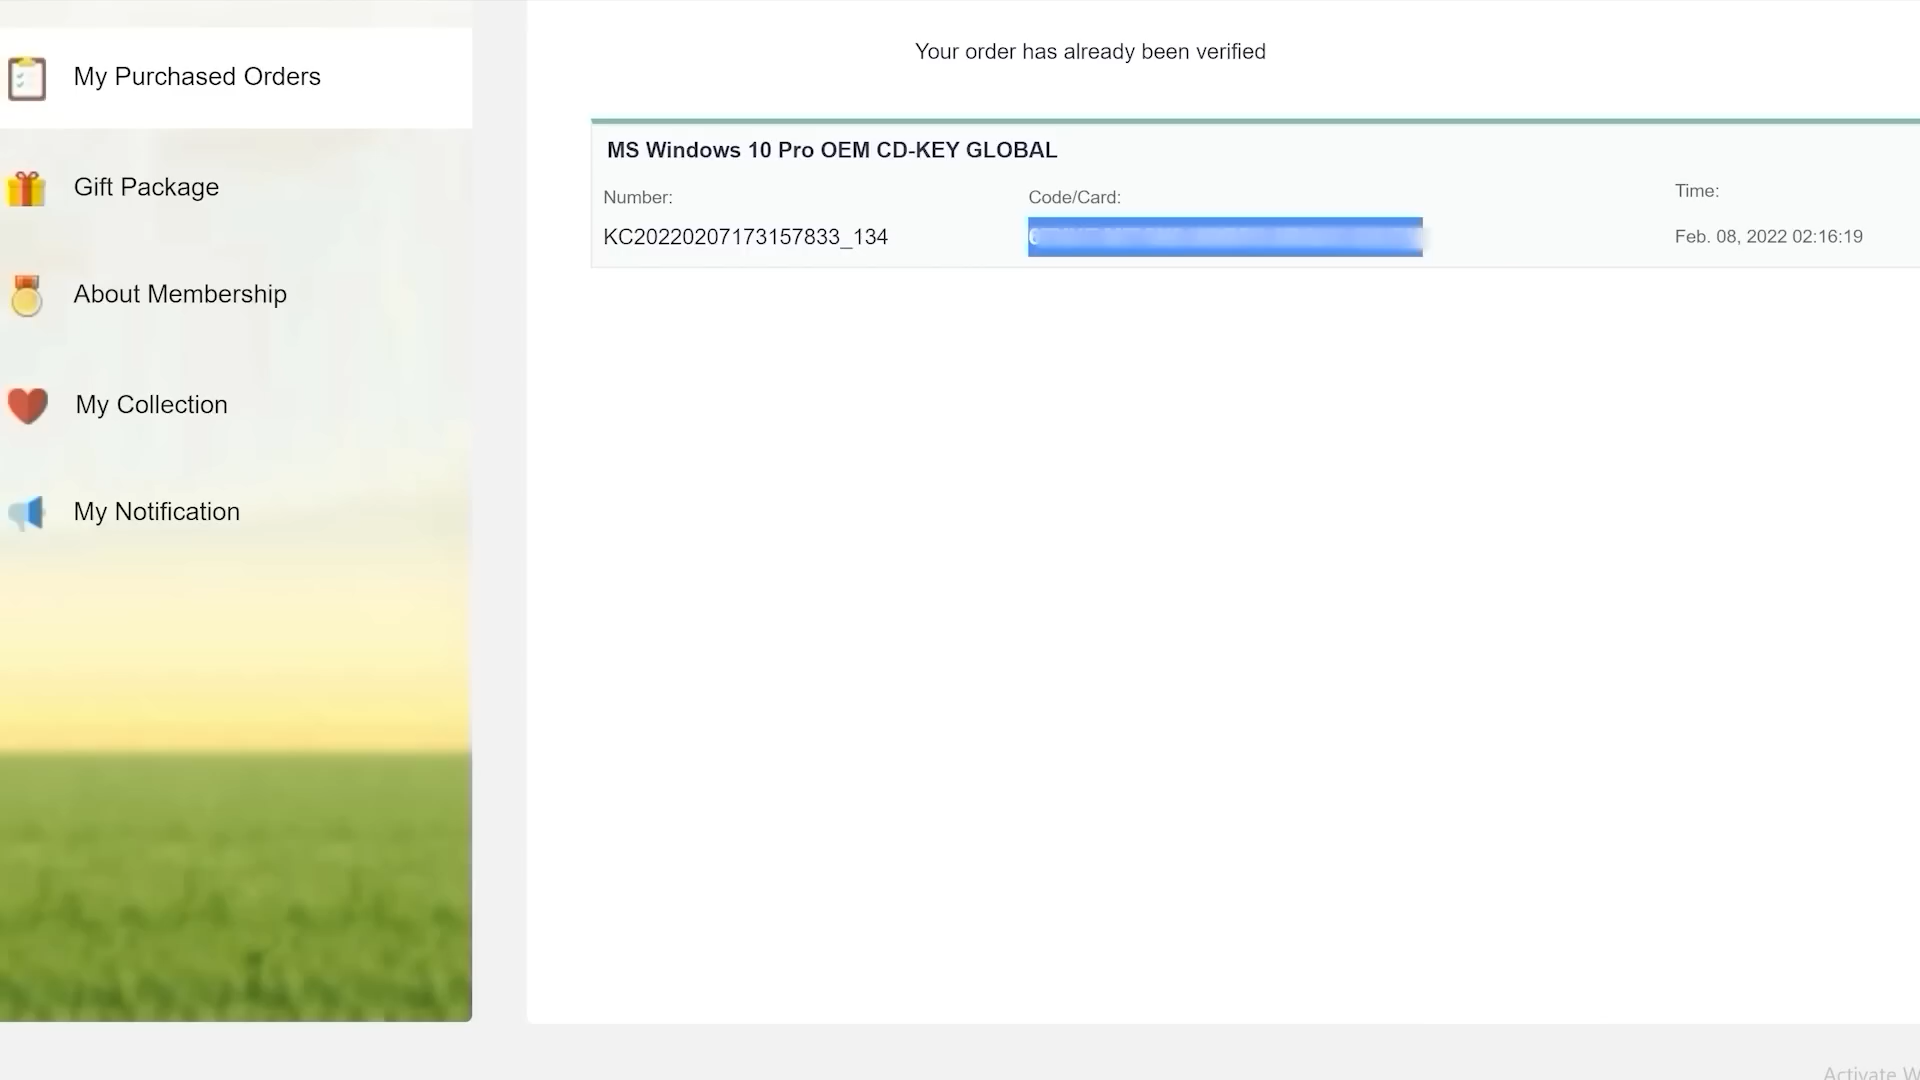 My Purchased Orders
Gift Package
About Membership
My Collection
My Notification
Your order has already been verified
MS Windows 10 Pro OEM CD-KEY GLOBAL
Number:
Code/Card:
Time:
KC20220207173157833_134
Feb. 08, 2022 02:16:19
Activate W